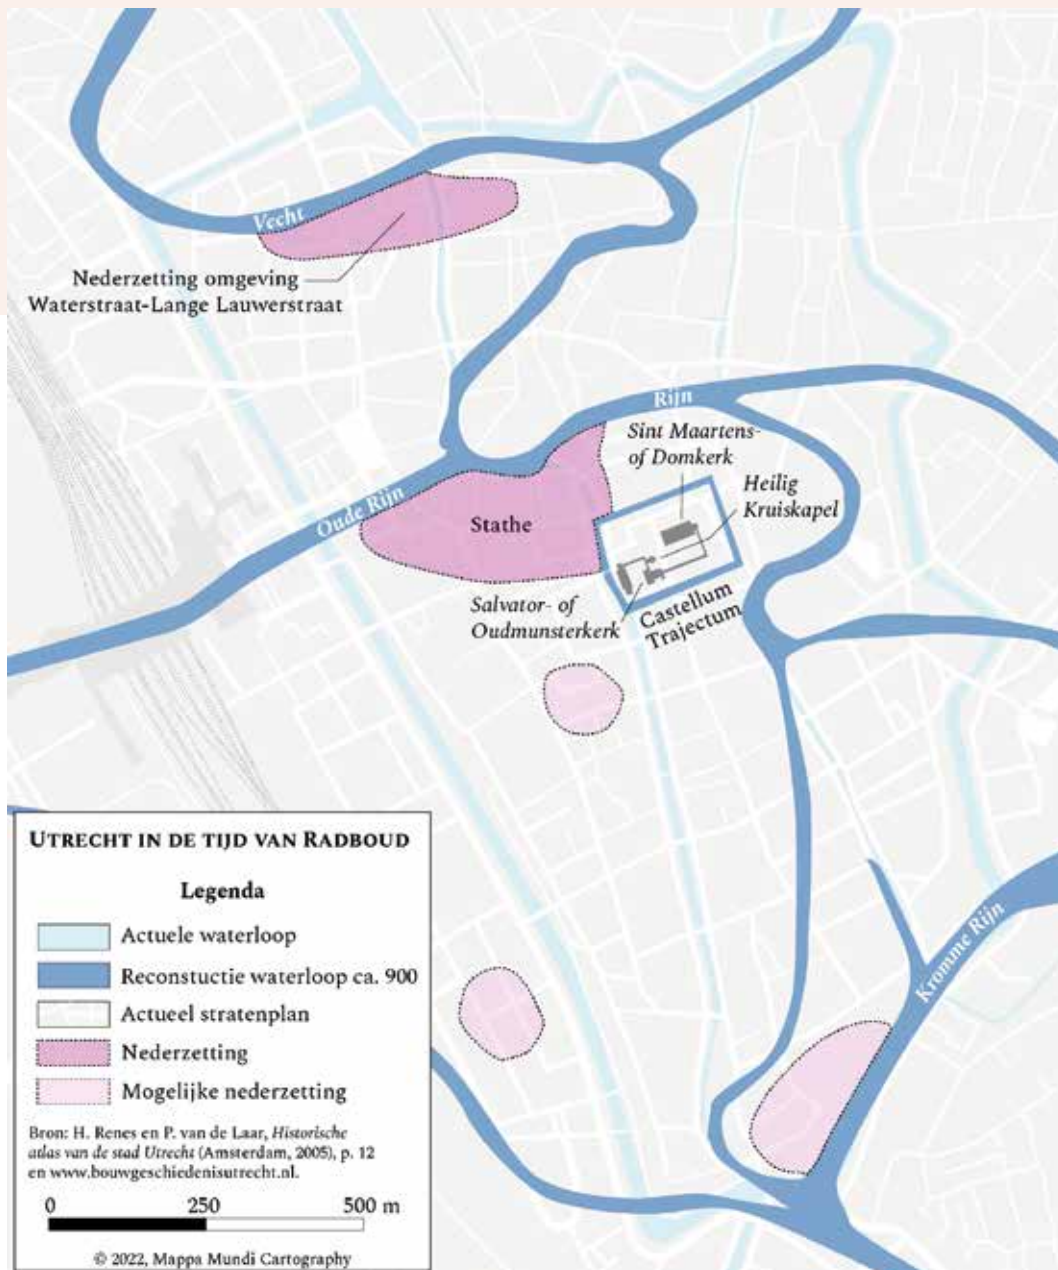 Vecht
Nederzetting omgeving
Waterstraat-Lange Lauwerstraat
Rijn
Sint Maartens-
of Domkerk
Heilig
Kruiskapel
Oude Rijn
Stathe
Salvator- of
Oudmunsterkerk
Castellum
Trajectum
Kromme Rijn
UTRECHT IN DE TIJD VAN RADBOUD
Legenda
Actuele waterloop
Reconstuctie waterloop ca. 900
Actueel stratenplan
Nederzetting
Mogelijke nederzetting
Bron: H. Renes en P. van de Laar, Historische
atlas van de stad Utrecht (Amsterdam, 2005), p. 12
en www.bouwgeschiedenisutrecht.nl.
0 250 500 m
© 2022, Mappa Mundi Cartography